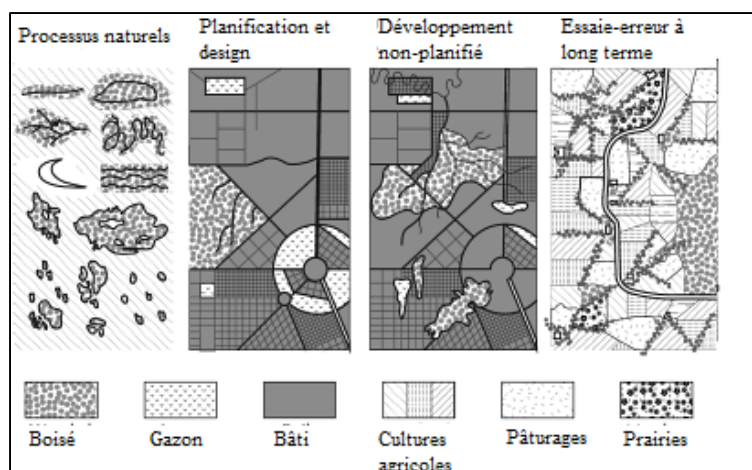 Processus naturels
Planification et
design
Développement
non-planifié
Essaie-erreur à
long terme
Boisé
Gazon
Bâti
Cultures
agricoles
Pâturages
Prairies